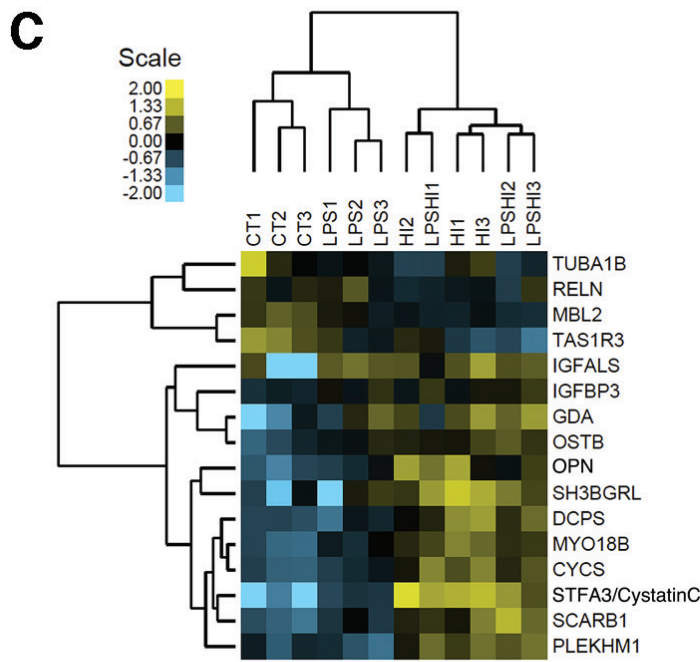 C
Scale
2.00
1.33
0.67
0.00
-0.67
-1.33
-2.00
CT1 CT2 CT3 LPS1 LPS2 LPS3 HI2 LPSHI1 HI1 HI3 LPSHI2 LPSHI3
TUBA1B
RELN
MBL2
TAS1R3
IGFALS
IGFBP3
GDA
OSTB
OPN
SH3BGRL
DCPS
MYO18B
CYCS
STFA3/CystatinC
SCARB1
PLEKHM1